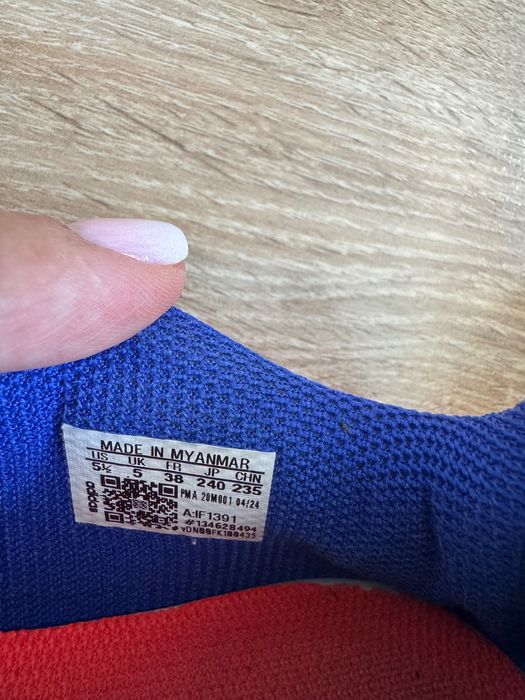 MADE IN MYANMAR
US UK FR JP CHN
5½ 5 38 240 235
adidas
PMA 20M001 04/24
A:IF1391
#134628494
vDN00FK100435